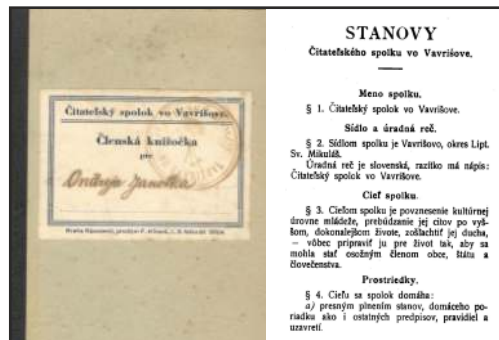 Čitateľský spolok vo Vavrišove.
Členská knižočka
pre
Ondreja
STANOVY
Čitateľského spolku vo Vavrišove.
Meno spolku.
§ 1. Čitateľský spolok vo Vavrišove.
Sídlo a úradná reč.
§ 2. Sídlom spolku je Vavrišovo, okres Lipt.
Sv. Mikuláš.
Úradná reč je slovenská, razítko má nápis:
Čitateľský spolok vo Vavrišove.
Cieľ spolku.
§ 3. Cieľom spolku je povznesenie kultúrnej
úrovne mládeže, prebúdzanie jej citov po vyš-
šom, dokonalejšom živote, zošľachtiť jej ducha,
— vôbec pripraviť ju pre život tak, aby sa
mohla stať osožným členom obce, štátu a
človečenstva.
Prostriedky.
§ 4. Cieľu sa spolok domáha:
a) presným plnením stanov, domáceho po-
riadku ako i ostatných predpisov, pravidiel a
uzavretí.